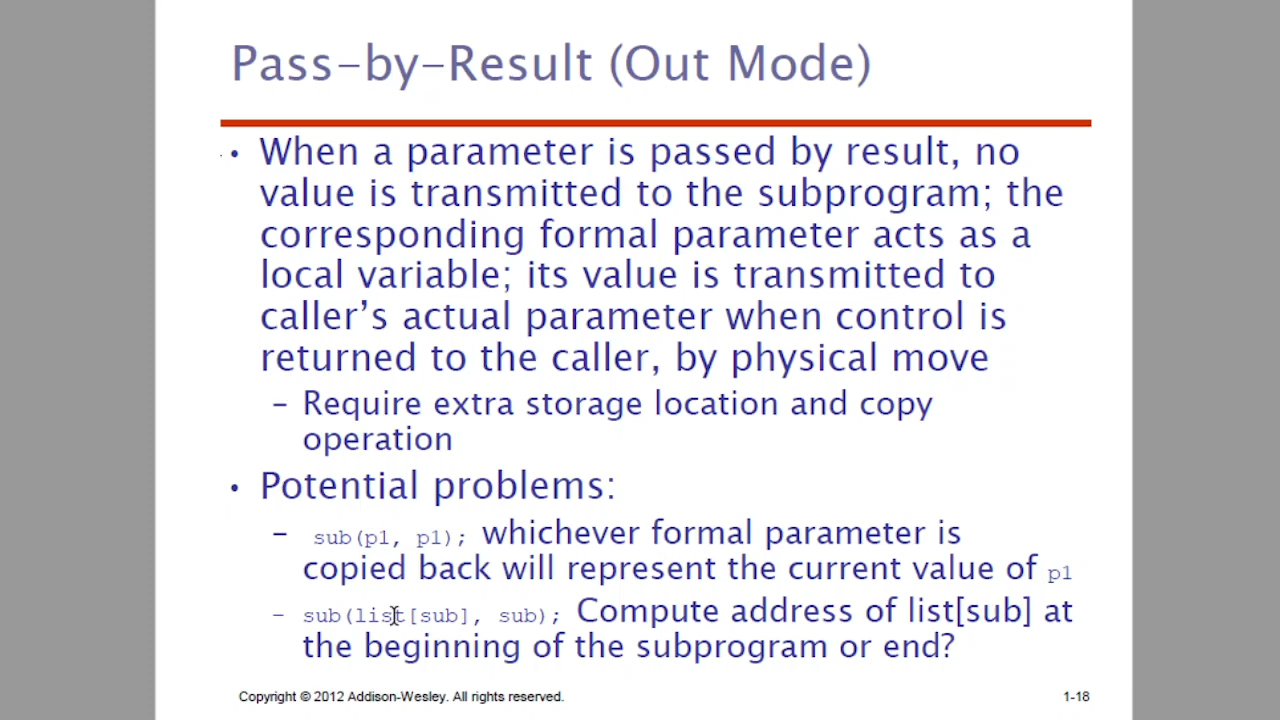 Pass-by-Result (Out Mode)
• When a parameter is passed by result, no
value is transmitted to the subprogram; the
corresponding formal parameter acts as a
local variable; its value is transmitted to
caller’s actual parameter when control is
returned to the caller, by physical move
– Require extra storage location and copy
operation
• Potential problems:
– sub(p1, p1); whichever formal parameter is
copied back will represent the current value of p1
– sub(list[sub], sub); Compute address of list[sub] at
the beginning of the subprogram or end?
Copyright © 2012 Addison-Wesley. All rights reserved. 1-18